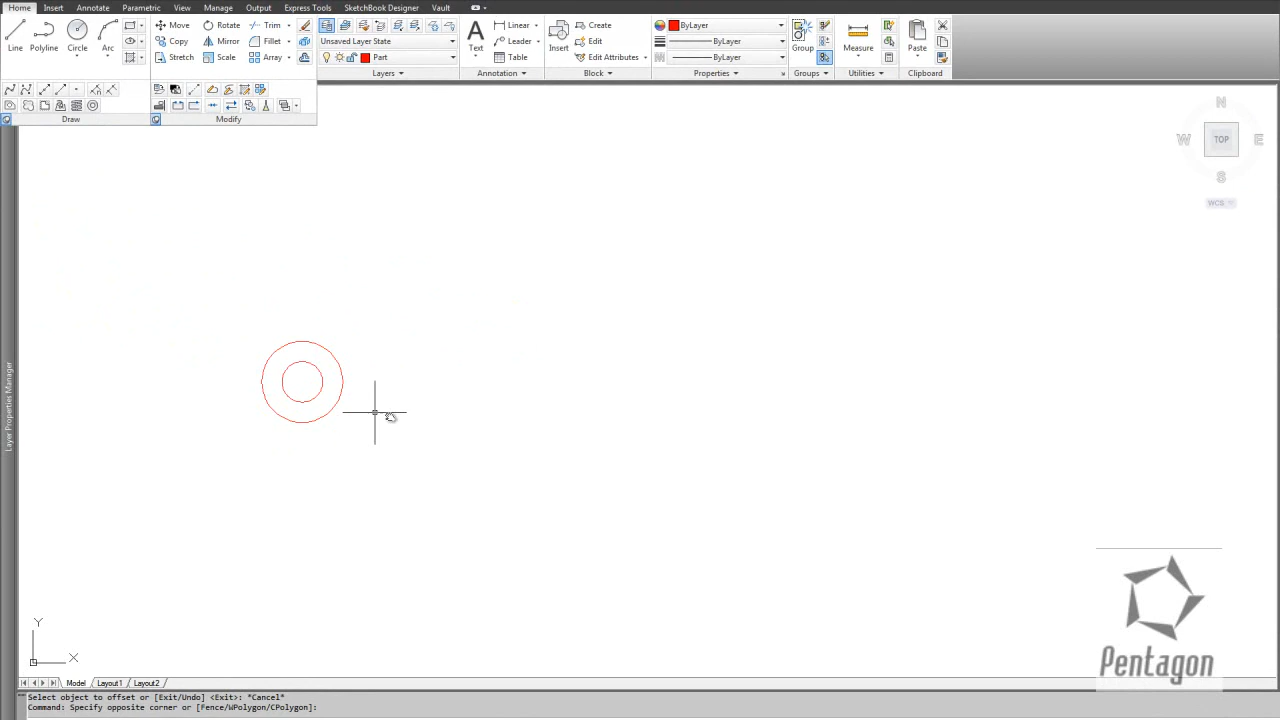 Home Insert Annotate Parametric View Manage Output Express Tools SketchBook Designer Vault
Line Polyline Circle Arc
Move Rotate Trim
Copy Mirror Fillet
Stretch Scale Array
Unsaved Layer State
Part
Text Linear
Leader
Table
Insert Create
Edit
Edit Attributes
ByLayer
ByLayer
ByLayer
Group
Measure
Paste
Layers Annotation Block Properties Groups Utilities Clipboard
Draw Modify
N
W TOP E
S
WCS
Layer Properties Manager
Y
X
Pentagon
Model Layout1 Layout2
Select object to offset or [Exit/Undo] <Exit>: *Cancel*
Command: Specify opposite corner or [Fence/WPolygon/CPolygon]: